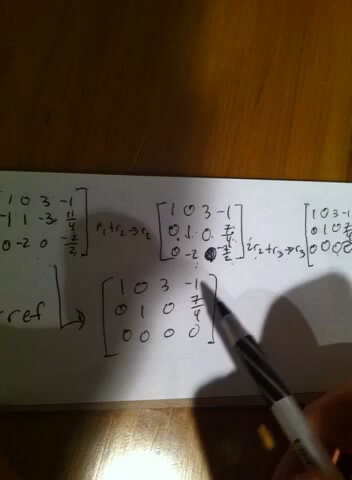 1 0 3 -1 1 0 3 -1 1 0 3 -1
-1 1 -3 11/4 r₁+r₂→r₂ 0 1 0 7/4 0 1 0 7/4
0 -2 0 -7/2 0 -2 0 -7/2 2r₂+r₃→r₃ 0 0 0 0
1 0 3 -1
rref 0 1 0 7/4
0 0 0 0